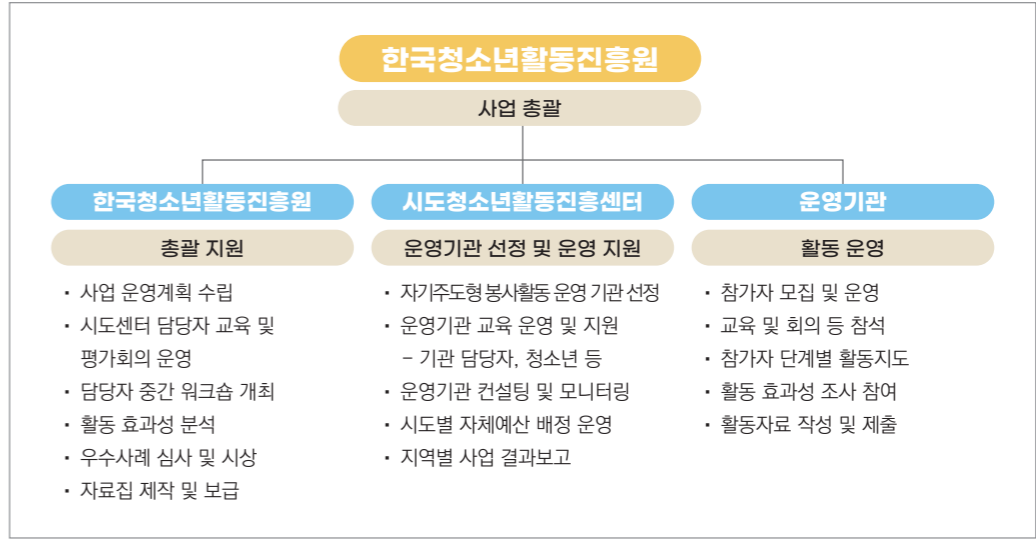 한국청소년활동진흥원
사업 총괄
한국청소년활동진흥원
총괄 지원
· 사업 운영계획 수립
· 시도센터 담당자 교육 및
평가회의 운영
· 담당자 중간 워크숍 개최
· 활동 효과성 분석
· 우수사례 심사 및 시상
· 자료집 제작 및 보급
시도청소년활동진흥센터
운영기관 선정 및 운영 지원
· 자기주도형 봉사활동 운영 기관 선정
· 운영기관 교육 운영 및 지원
- 기관 담당자, 청소년 등
· 운영기관 컨설팅 및 모니터링
· 시도별 자체예산 배정 운영
· 지역별 사업 결과보고
운영기관
활동 운영
· 참가자 모집 및 운영
· 교육 및 회의 등 참석
· 참가자 단계별 활동지도
· 활동 효과성 조사 참여
· 활동자료 작성 및 제출